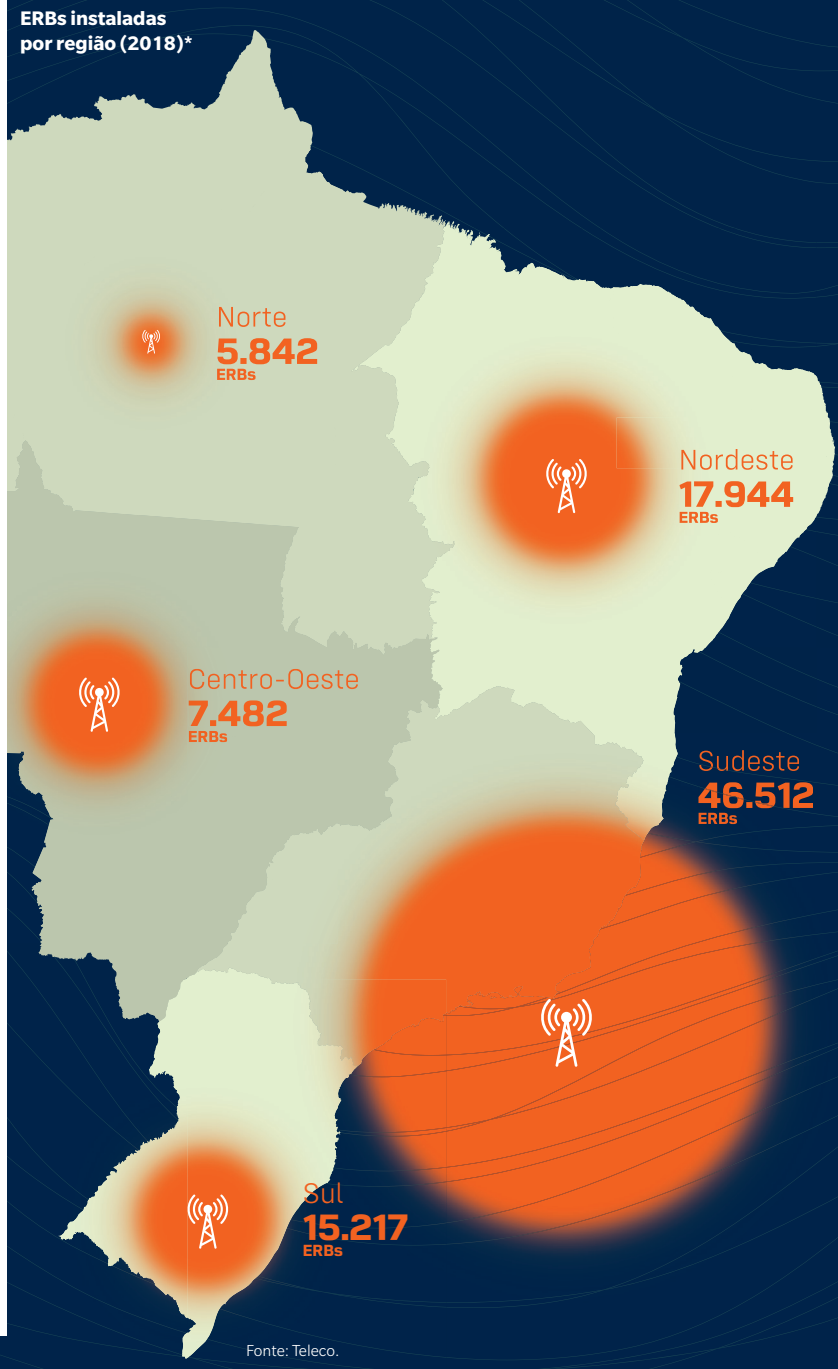 ERBs instaladas
por região (2018)*
Norte
5.842
ERBs
Nordeste
17.944
ERBs
Centro-Oeste
7.482
ERBs
Sudeste
46.512
ERBs
Sul
15.217
ERBs
Fonte: Teleco.